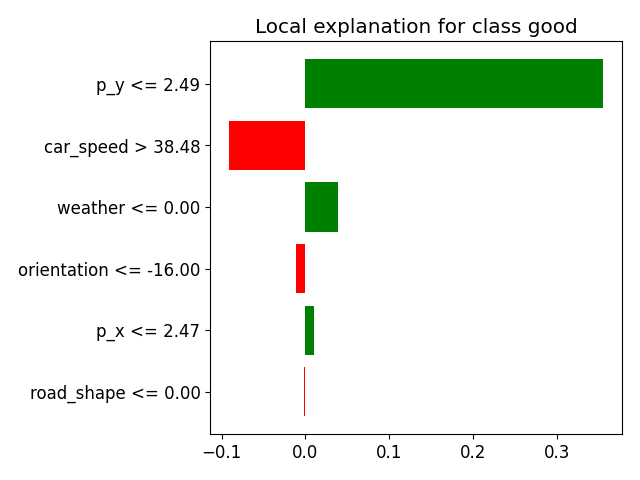 Local explanation for class good
p_y <= 2.49
car_speed > 38.48
weather <= 0.00
orientation <= -16.00
p_x <= 2.47
road_shape <= 0.00
−0.1 0.0 0.1 0.2 0.3